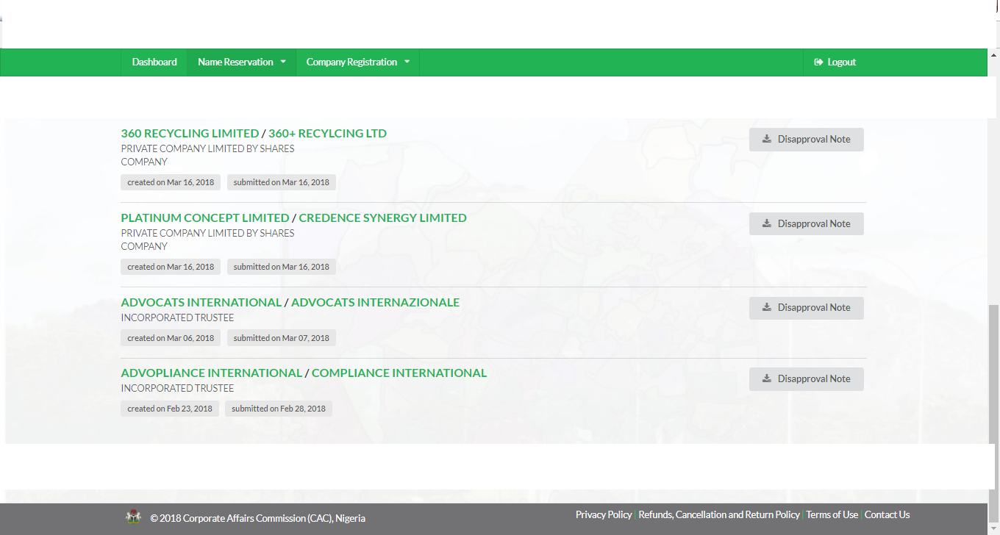 Dashboard Name Reservation Company Registration Logout
360 RECYCLING LIMITED / 360+ RECYLCING LTD Disapproval Note
PRIVATE COMPANY LIMITED BY SHARES
COMPANY
created on Mar 16, 2018 submitted on Mar 16, 2018
PLATINUM CONCEPT LIMITED / CREDENCE SYNERGY LIMITED Disapproval Note
PRIVATE COMPANY LIMITED BY SHARES
COMPANY
created on Mar 16, 2018 submitted on Mar 16, 2018
ADVOCATS INTERNATIONAL / ADVOCATS INTERNAZIONALE Disapproval Note
INCORPORATED TRUSTEE
created on Mar 06, 2018 submitted on Mar 07, 2018
ADVOPLIANCE INTERNATIONAL / COMPLIANCE INTERNATIONAL Disapproval Note
INCORPORATED TRUSTEE
created on Feb 23, 2018 submitted on Feb 28, 2018
© 2018 Corporate Affairs Commission (CAC), Nigeria Privacy Policy | Refunds, Cancellation and Return Policy | Terms of Use | Contact Us